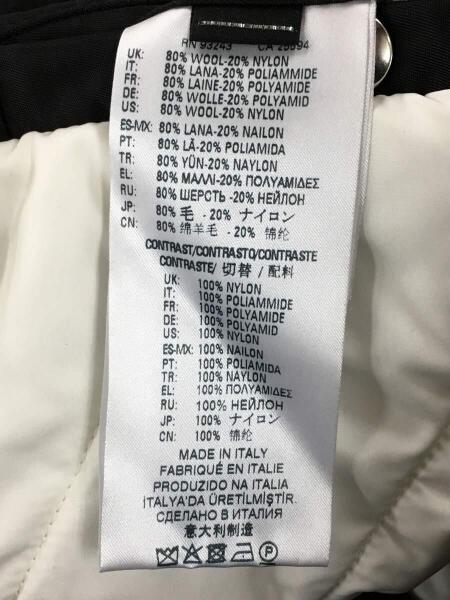 RN 93243 CA 25094
UK: 80% WOOL-20% NYLON
IT: 80% LANA-20% POLIAMMIDE
FR: 80% LAINE-20% POLYAMIDE
DE: 80% WOLLE-20% POLYAMID
US: 80% WOOL-20% NYLON
ES-MX: 80% LANA-20% NAILON
PT: 80% LÃ-20% POLIAMIDA
TR: 80% YÜN-20% NAYLON
EL: 80% ΜΑΛΛΙ-20% ΠΟΛΥΑΜΙΔΕΣ
RU: 80% ШЕРСТЬ-20% НЕЙЛОН
JP: 80% 毛 -20% ナイロン
CN: 80% 绵羊毛 -20% 锦纶
CONTRAST/CONTRASTO/CONTRASTE
CONTRASTE/ 切替 / 配料
UK: 100% NYLON
IT: 100% POLIAMMIDE
FR: 100% POLYAMIDE
DE: 100% POLYAMID
US: 100% NYLON
ES-MX: 100% NAILON
PT: 100% POLIAMIDA
TR: 100% NAYLON
EL: 100% ΠΟΛΥΑΜΙΔΕΣ
RU: 100% НЕЙЛОН
JP: 100% ナイロン
CN: 100% 锦纶
MADE IN ITALY
FABRIQUÉ EN ITALIE
PRODUZIDO NA ITALIA
İTALYA'DA ÜRETİLMİŞTİR.
СДЕЛАНО В ИТАЛИЯ
意大利制造
P